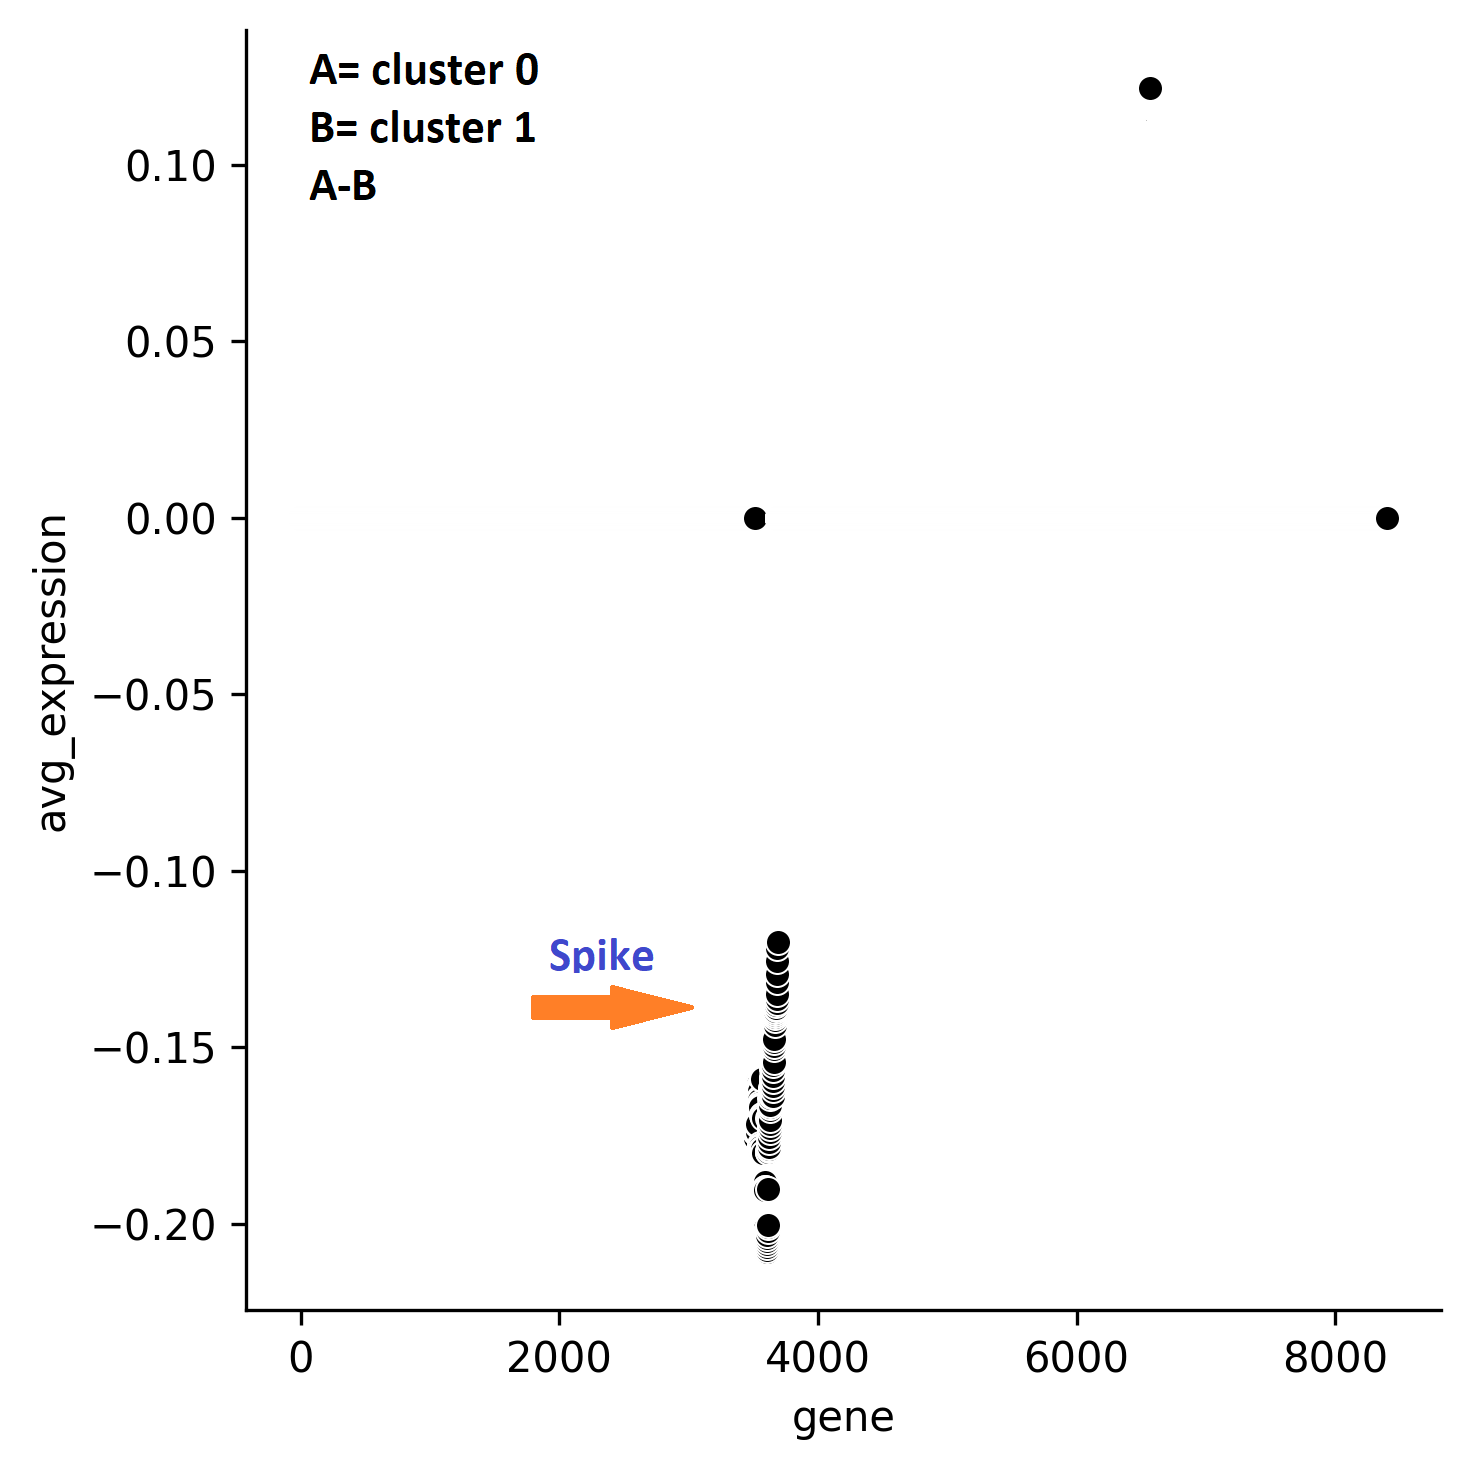 A= cluster 0
B= cluster 1
A-B
0.10
0.05
0.00
−0.05
−0.10
−0.15
−0.20
avg_expression
Spike
0 2000 4000 6000 8000
gene